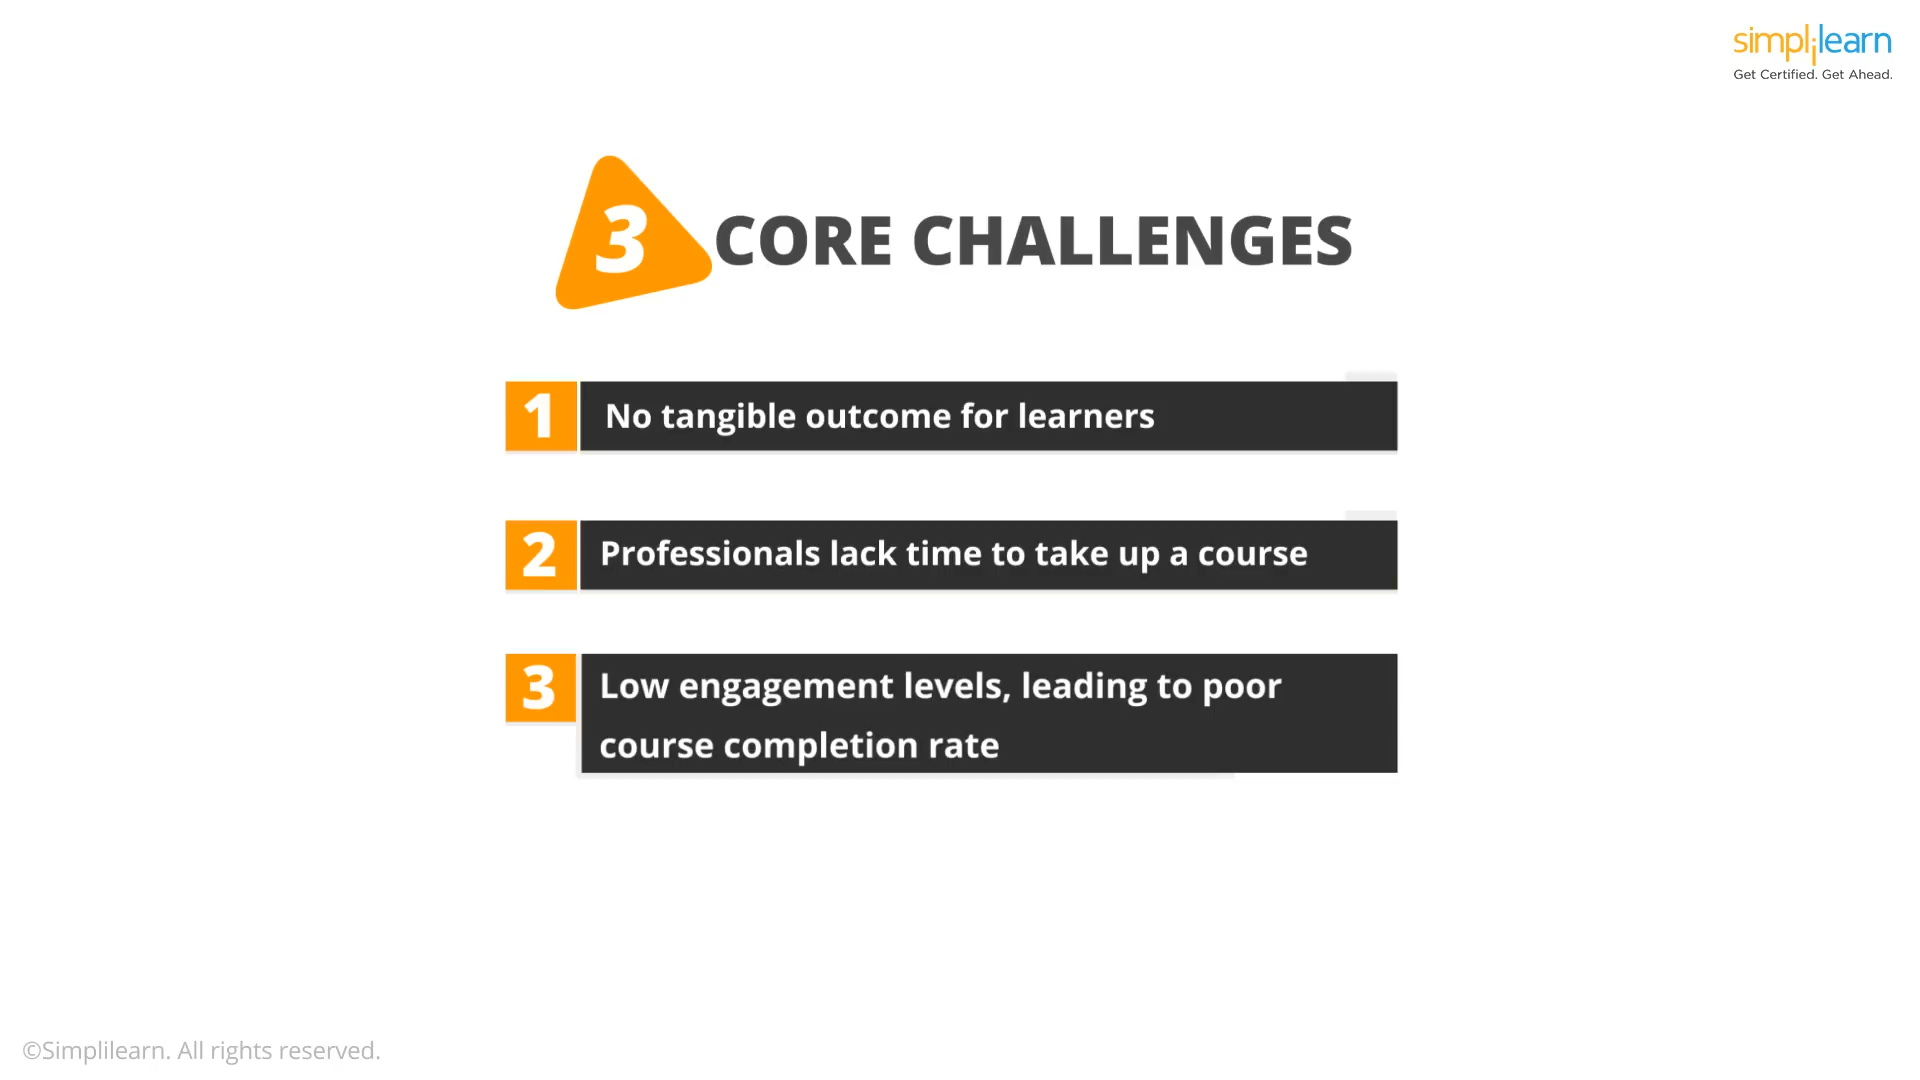 simplilearn
Get Certified. Get Ahead.
3 CORE CHALLENGES
1 No tangible outcome for learners
2 Professionals lack time to take up a course
3 Low engagement levels, leading to poor
course completion rate
©Simplilearn. All rights reserved.